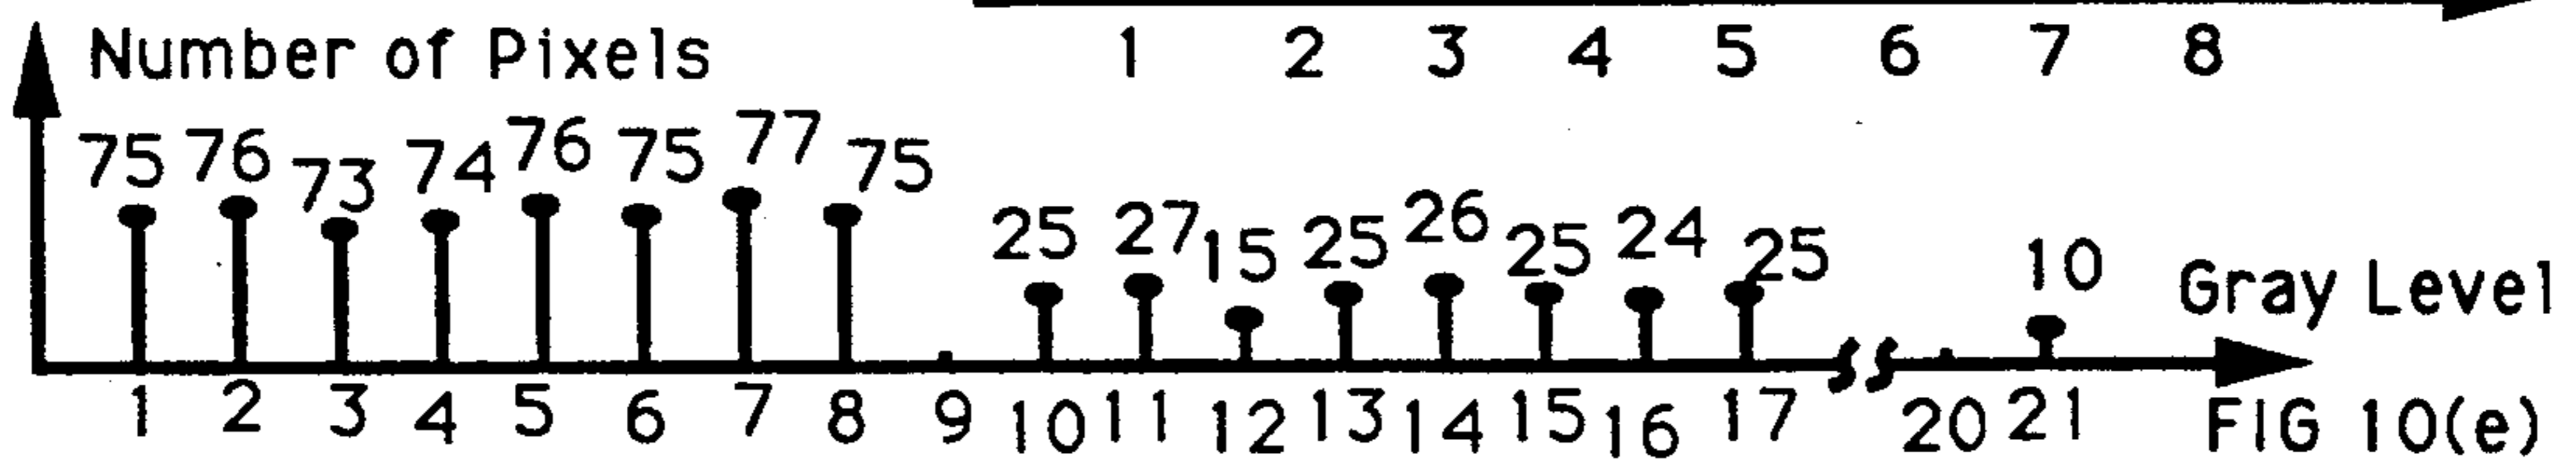 1 2 3 4 5 6 7 8
Number of Pixels
75 76 73 74 76 75 77 75 25 27 15 25 26 25 24 25 10
Gray Level
1 2 3 4 5 6 7 8 9 10 11 12 13 14 15 16 17 20 21
FIG 10(e)